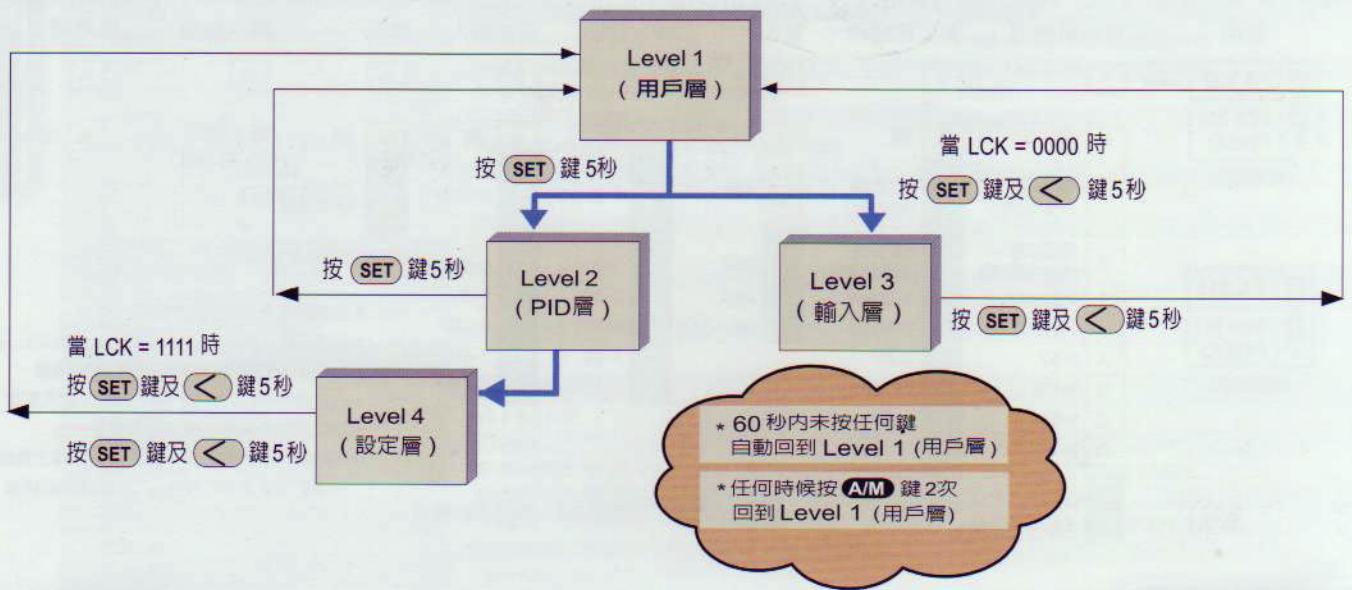 Level 1
(用戶層)
按 SET 鍵 5秒
當 LCK = 0000 時
按 SET 鍵及 < 鍵5秒
按 SET 鍵5秒
Level 2
(PID層)
Level 3
(輸入層)
按 SET 鍵及 < 鍵5秒
當 LCK = 1111 時
按 SET 鍵及 < 鍵5秒
按 SET 鍵及 < 鍵5秒
Level 4
(設定層)
* 60 秒内未按任何鍵
自動回到 Level 1 (用戶層)
* 任何時候按 A/M 鍵2次
回到 Level 1 (用戶層)